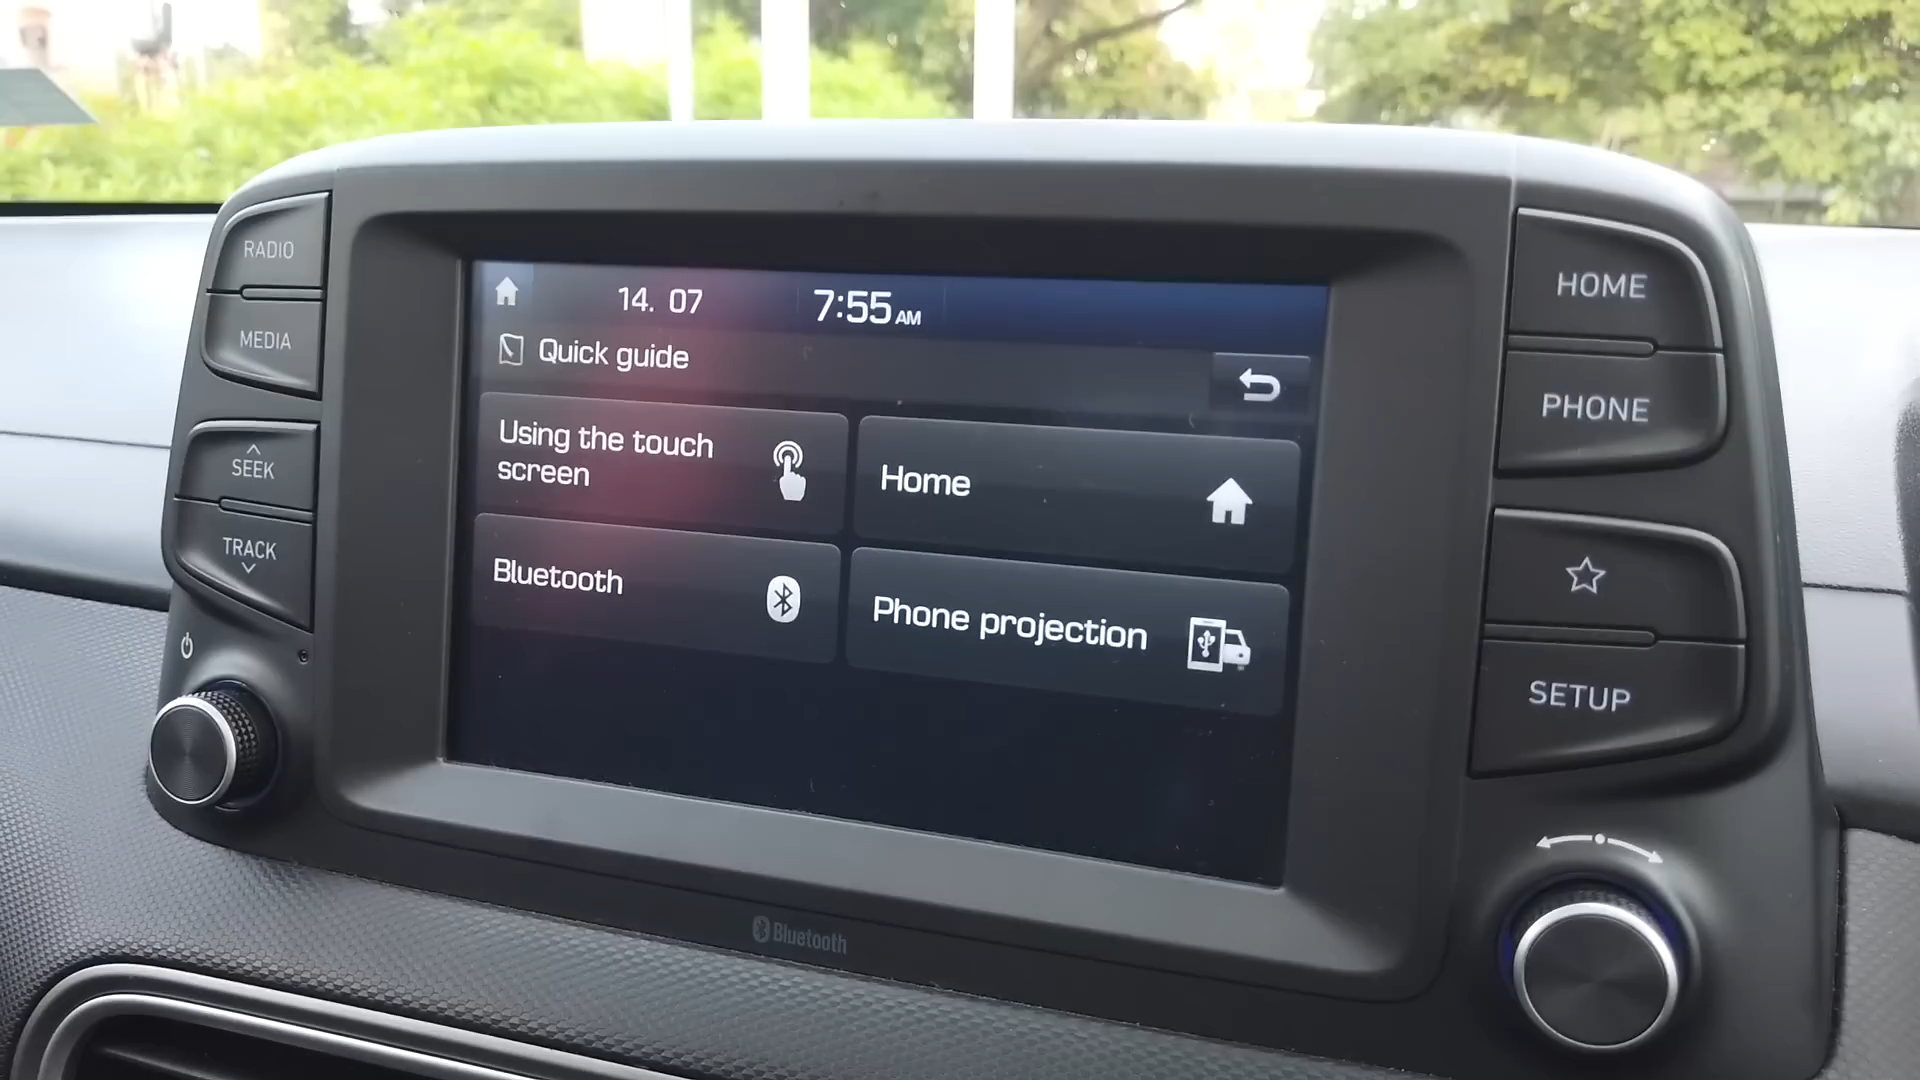 RADIO
MEDIA
SEEK
TRACK
14. 07
7:55 AM
Quick guide
Using the touch
screen
Home
Bluetooth
Phone projection
HOME
PHONE
SETUP
Bluetooth